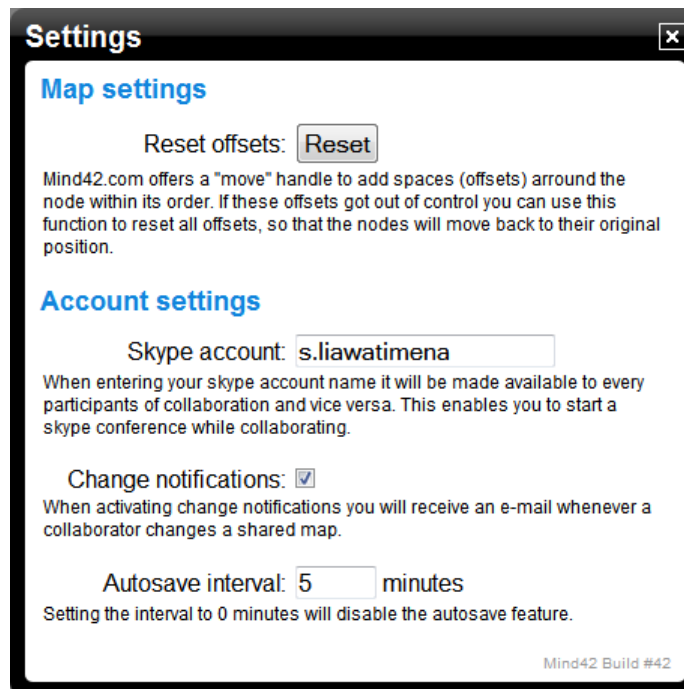 Settings
Map settings
Reset offsets: Reset
Mind42.com offers a "move" handle to add spaces (offsets) arround the
node within its order. If these offsets got out of control you can use this
function to reset all offsets, so that the nodes will move back to their original
position.
Account settings
Skype account: s.liawatimena
When entering your skype account name it will be made available to every
participants of collaboration and vice versa. This enables you to start a
skype conference while collaborating.
Change notifications:
When activating change notifications you will receive an e-mail whenever a
collaborator changes a shared map.
Autosave interval: 5 minutes
Setting the interval to 0 minutes will disable the autosave feature.
Mind42 Build #42